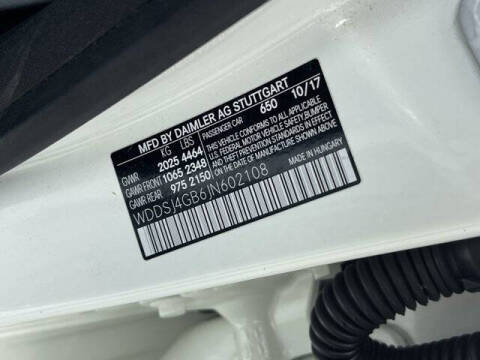 MFD BY DAIMLER AG STUTTGART 10/17
KG LBS PASSENGER CAR 650
GVWR 2025 4464 THIS VEHICLE CONFORMS TO ALL APPLICABLE
GAWR FRONT 1065 2348 U.S. FEDERAL MOTOR VEHICLE SAFETY, BUMPER,
GAWR REAR 975 2150 AND THEFT PREVENTION STANDARDS IN EFFECT
ON THE DATE OF MANUFACTURE SHOWN ABOVE.
WDDSJ4GB6JN602108 MADE IN HUNGARY